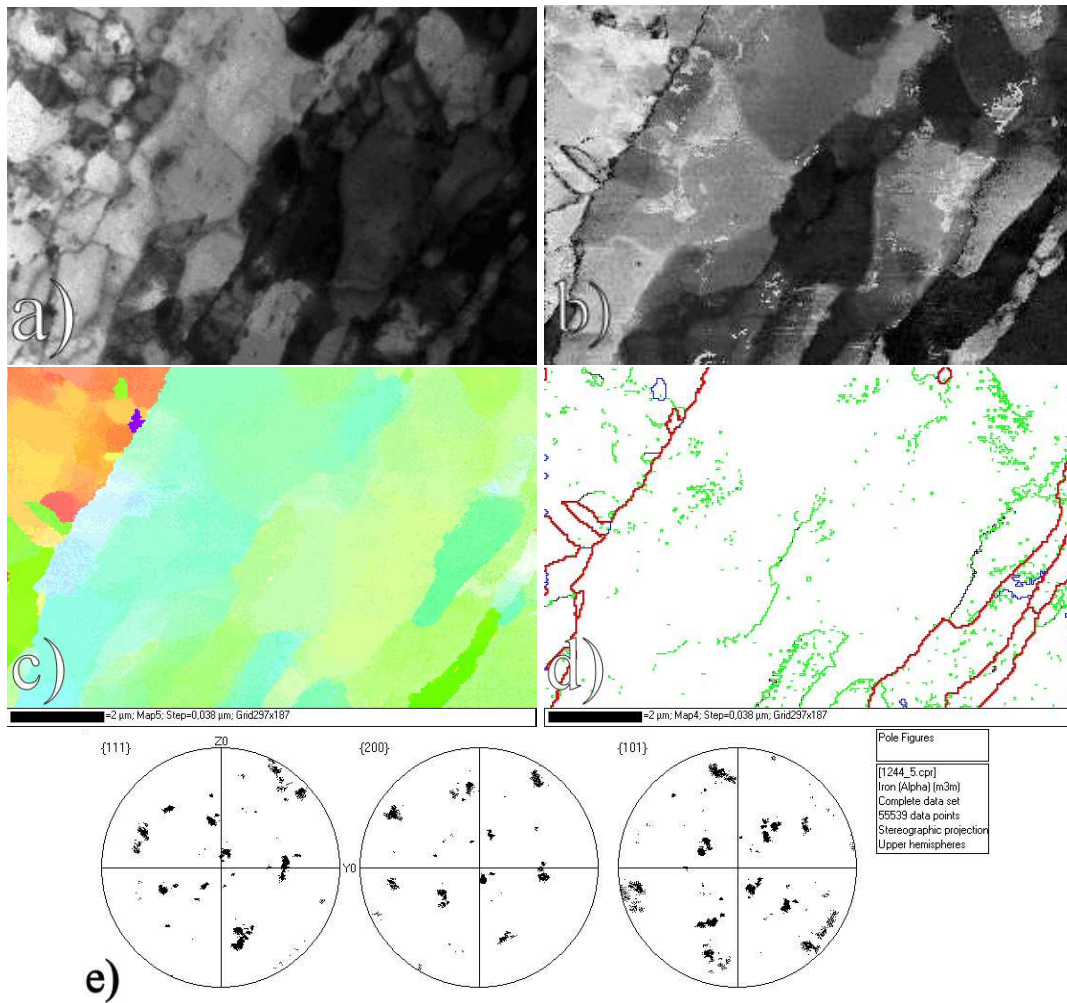 a)
b)
c)
d)
=2 µm; Map5; Step=0,038 µm; Grid297x187
=2 µm; Map4; Step=0,038 µm; Grid297x187
{111}
Z0
{200}
{101}
Y0
Pole Figures
[1244_5.cpr]
Iron (Alpha) (m3m)
Complete data set
55539 data points
Stereographic projection
Upper hemispheres
e)